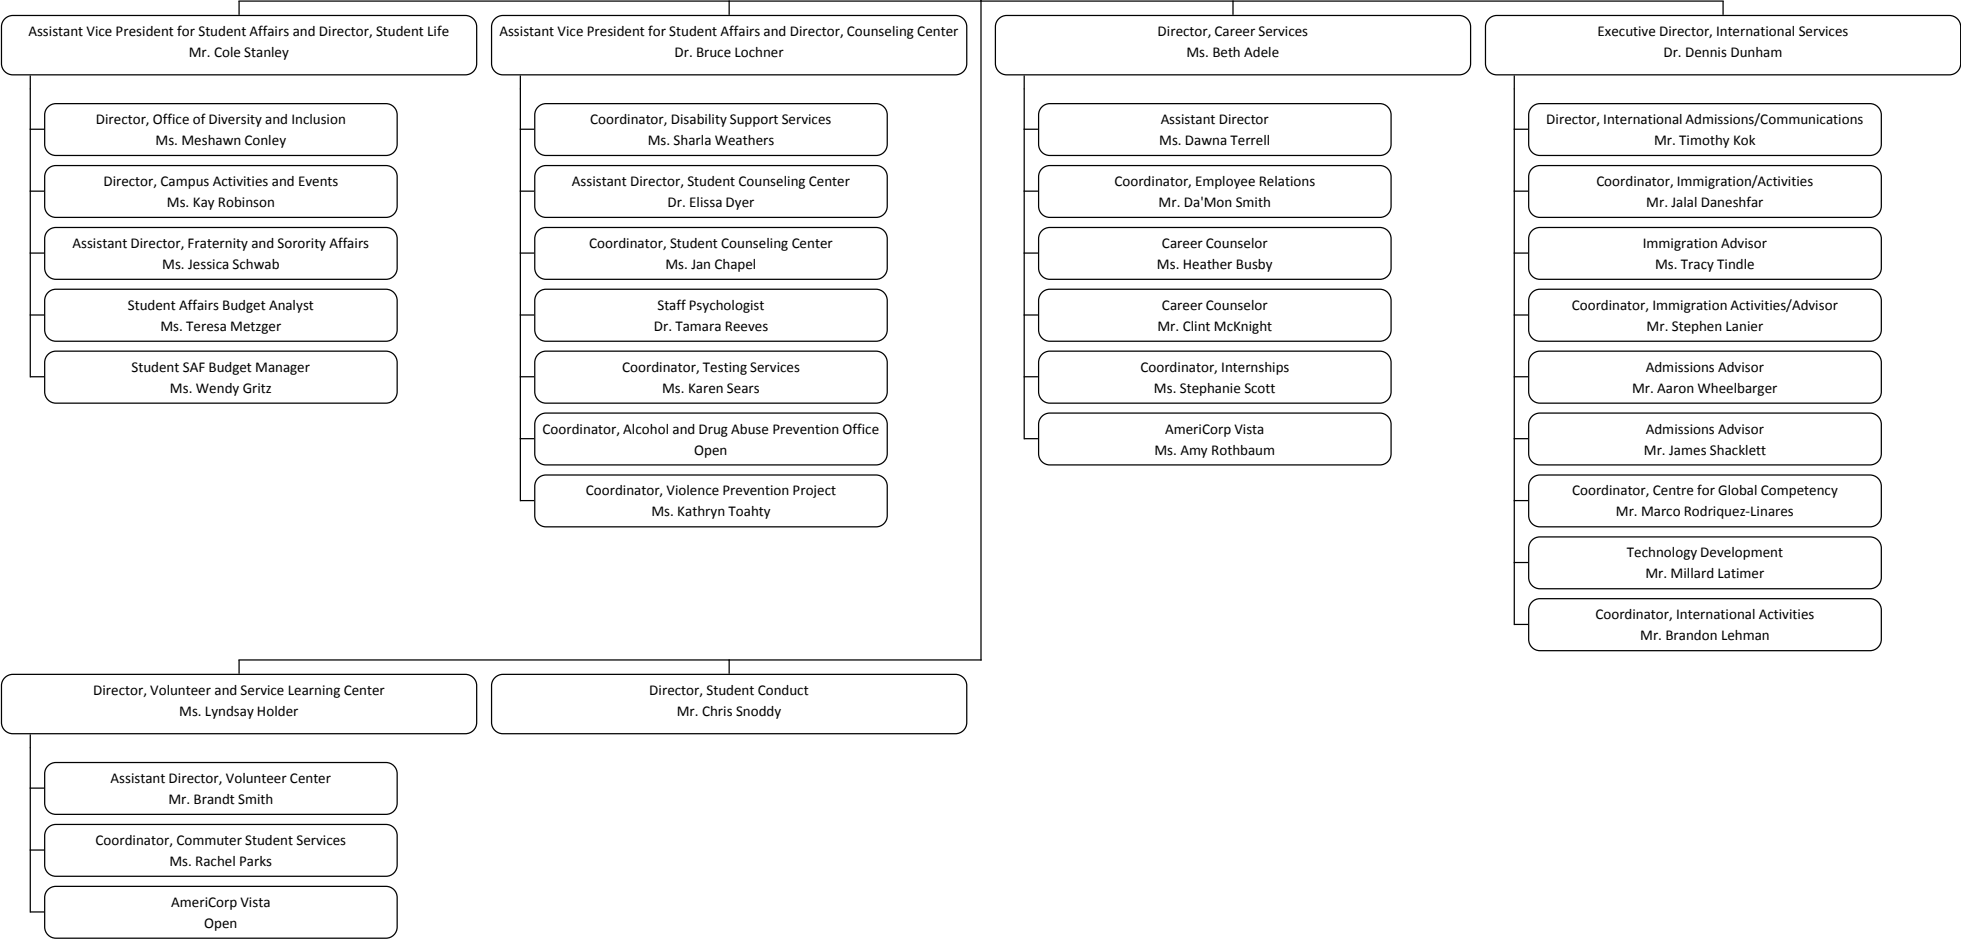 Assistant Vice President for Student Affairs and Director, Student Life
Mr. Cole Stanley
Director, Office of Diversity and Inclusion
Ms. Meshawn Conley
Director, Campus Activities and Events
Ms. Kay Robinson
Assistant Director, Fraternity and Sorority Affairs
Ms. Jessica Schwab
Student Affairs Budget Analyst
Ms. Teresa Metzger
Student SAF Budget Manager
Ms. Wendy Gritz
Assistant Vice President for Student Affairs and Director, Counseling Center
Dr. Bruce Lochner
Coordinator, Disability Support Services
Ms. Sharla Weathers
Assistant Director, Student Counseling Center
Dr. Elissa Dyer
Coordinator, Student Counseling Center
Ms. Jan Chapel
Staff Psychologist
Dr. Tamara Reeves
Coordinator, Testing Services
Ms. Karen Sears
Coordinator, Alcohol and Drug Abuse Prevention Office
Open
Coordinator, Violence Prevention Project
Ms. Kathryn Toahty
Director, Career Services
Ms. Beth Adele
Assistant Director
Ms. Dawna Terrell
Coordinator, Employee Relations
Mr. Da'Mon Smith
Career Counselor
Ms. Heather Busby
Career Counselor
Mr. Clint McKnight
Coordinator, Internships
Ms. Stephanie Scott
AmeriCorp Vista
Ms. Amy Rothbaum
Executive Director, International Services
Dr. Dennis Dunham
Director, International Admissions/Communications
Mr. Timothy Kok
Coordinator, Immigration/Activities
Mr. Jalal Daneshfar
Immigration Advisor
Ms. Tracy Tindle
Coordinator, Immigration Activities/Advisor
Mr. Stephen Lanier
Admissions Advisor
Mr. Aaron Wheelbarger
Admissions Advisor
Mr. James Shacklett
Coordinator, Centre for Global Competency
Mr. Marco Rodriquez-Linares
Technology Development
Mr. Millard Latimer
Coordinator, International Activities
Mr. Brandon Lehman
Director, Volunteer and Service Learning Center
Ms. Lyndsay Holder
Assistant Director, Volunteer Center
Mr. Brandt Smith
Coordinator, Commuter Student Services
Ms. Rachel Parks
AmeriCorp Vista
Open
Director, Student Conduct
Mr. Chris Snoddy